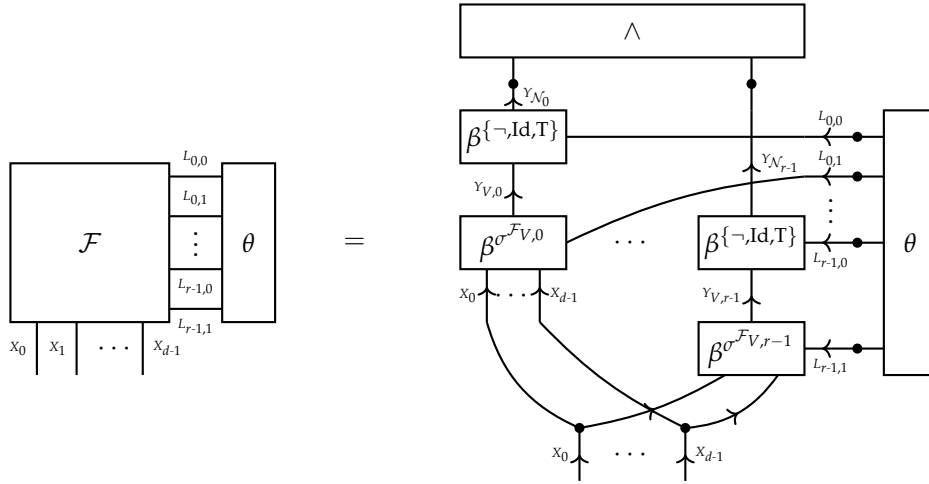 ∧
Y_{𝒩_0}
β^{¬,Id,T}
L_{0,0}
Y_{𝒩_{r-1}}
L_{0,1}
⋮
Y_{V,0}
L_{0,0}
L_{0,1}
ℱ
⋮
θ
=
β^{σ^{ℱ_{V,0}}}
· · ·
β^{¬,Id,T}
θ
L_{r-1,0}
L_{r-1,0}
L_{r-1,1}
X_0
· · ·
X_{d-1}
Y_{V,r-1}
X_0
X_1
· · ·
X_{d-1}
β^{σ^{ℱ_{V,r−1}}}
L_{r-1,1}
X_0
· · ·
X_{d-1}